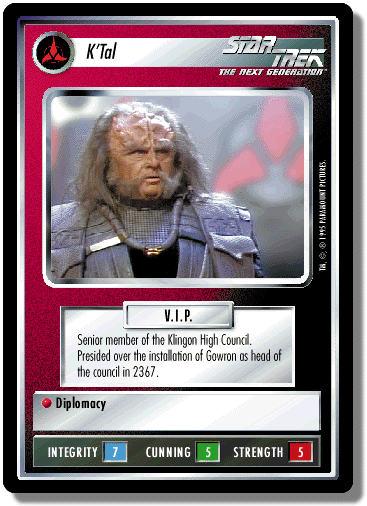 K'Tal
STAR TREK
THE NEXT GENERATION
TM, ©, ® 1995 PARAMOUNT PICTURES.
V.I.P.
Senior member of the Klingon High Council.
Presided over the installation of Gowron as head of
the council in 2367.
Diplomacy
INTEGRITY 7 CUNNING 5 STRENGTH 5